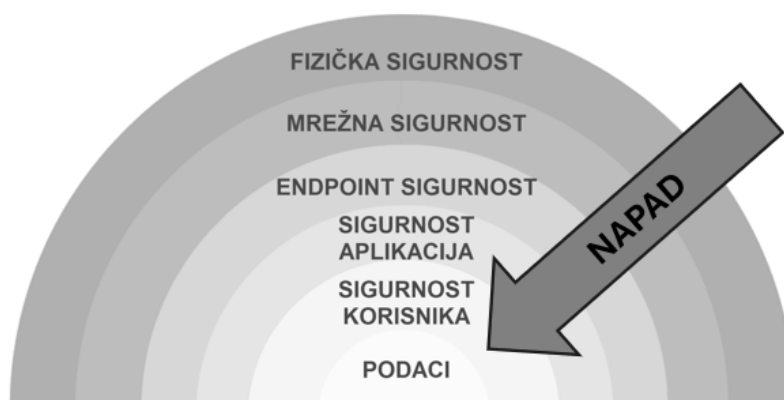 FIZIČKA SIGURNOST
MREŽNA SIGURNOST
ENDPOINT SIGURNOST
SIGURNOST
APLIKACIJA
SIGURNOST
KORISNIKA
PODACI
NAPAD